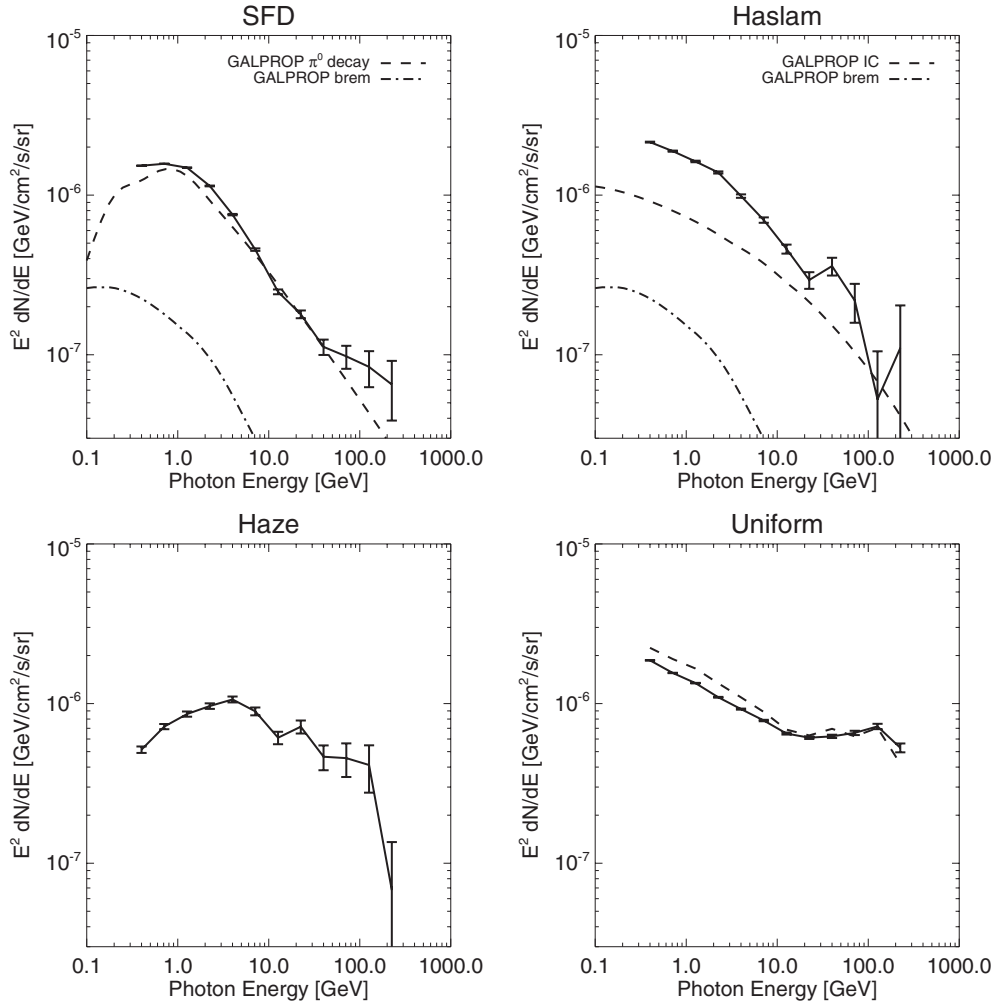 SFD
10⁻⁵
GALPROP π⁰ decay
GALPROP brem
10⁻⁶
10⁻⁷
E² dN/dE [GeV/cm²/s/sr]
0.1 1.0 10.0 100.0 1000.0
Photon Energy [GeV]
Haslam
10⁻⁵
GALPROP IC
GALPROP brem
10⁻⁶
10⁻⁷
E² dN/dE [GeV/cm²/s/sr]
0.1 1.0 10.0 100.0 1000.0
Photon Energy [GeV]
Haze
10⁻⁵
10⁻⁶
10⁻⁷
E² dN/dE [GeV/cm²/s/sr]
0.1 1.0 10.0 100.0 1000.0
Photon Energy [GeV]
Uniform
10⁻⁵
10⁻⁶
10⁻⁷
E² dN/dE [GeV/cm²/s/sr]
0.1 1.0 10.0 100.0 1000.0
Photon Energy [GeV]